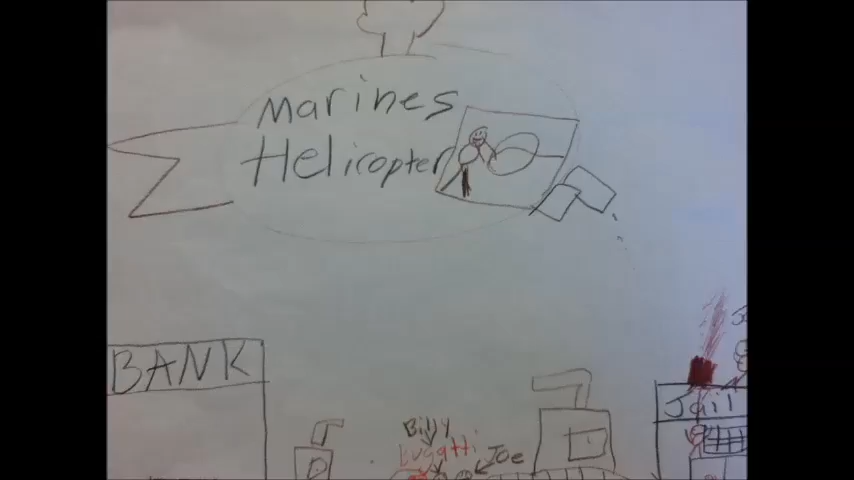 Marines
Helicopter
BANK
Jail
Billy
Bugatti
Joe